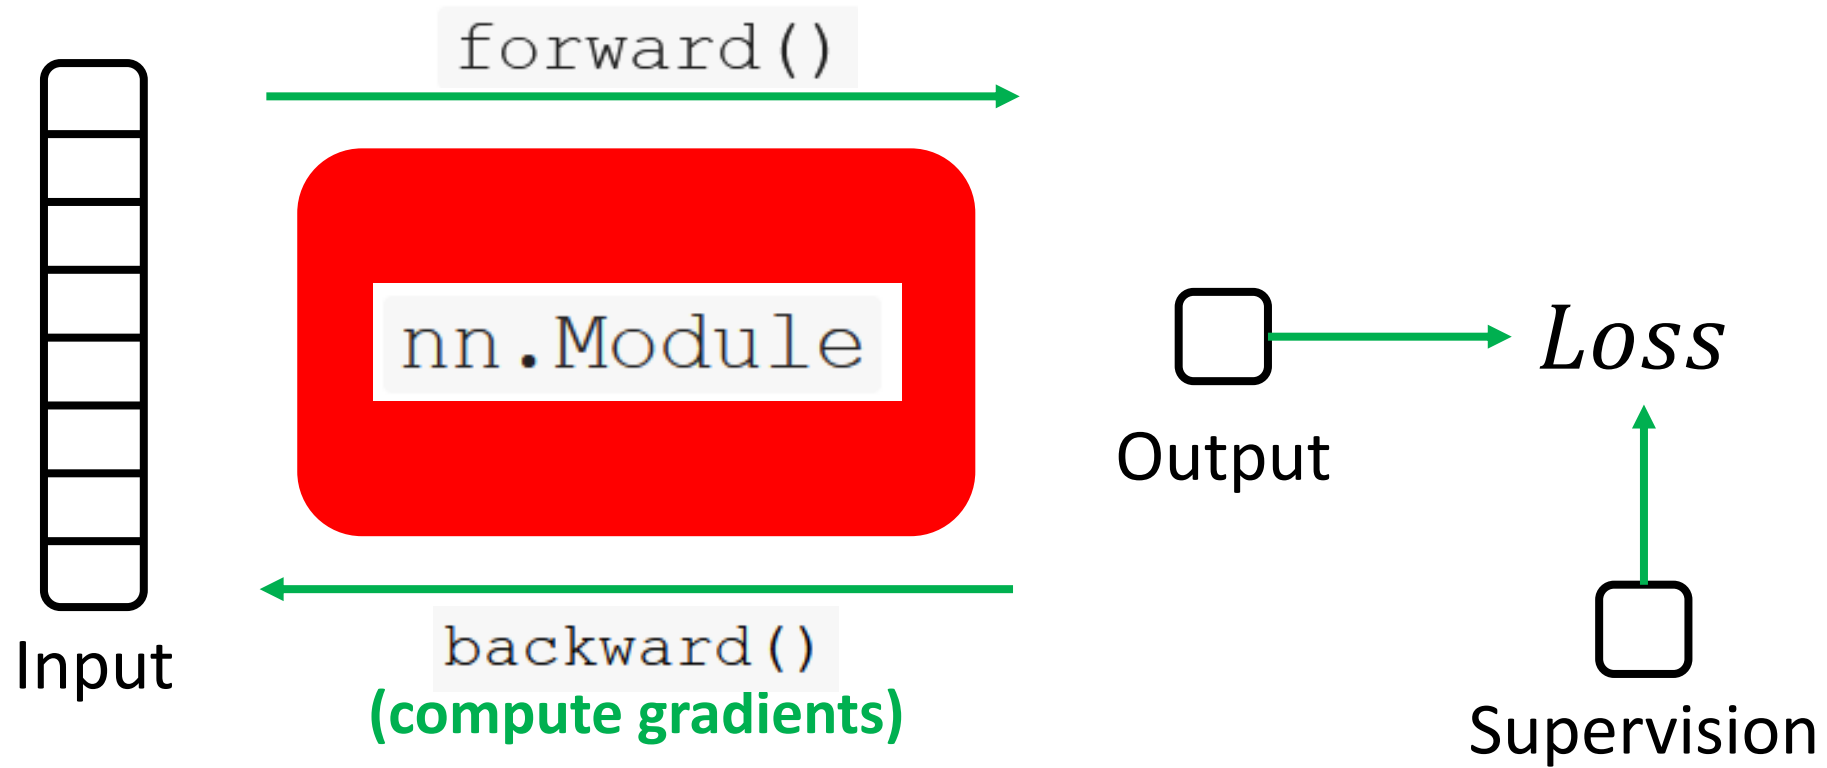 forward()
nn.Module
Loss
Output
Input
backward()
(compute gradients)
Supervision